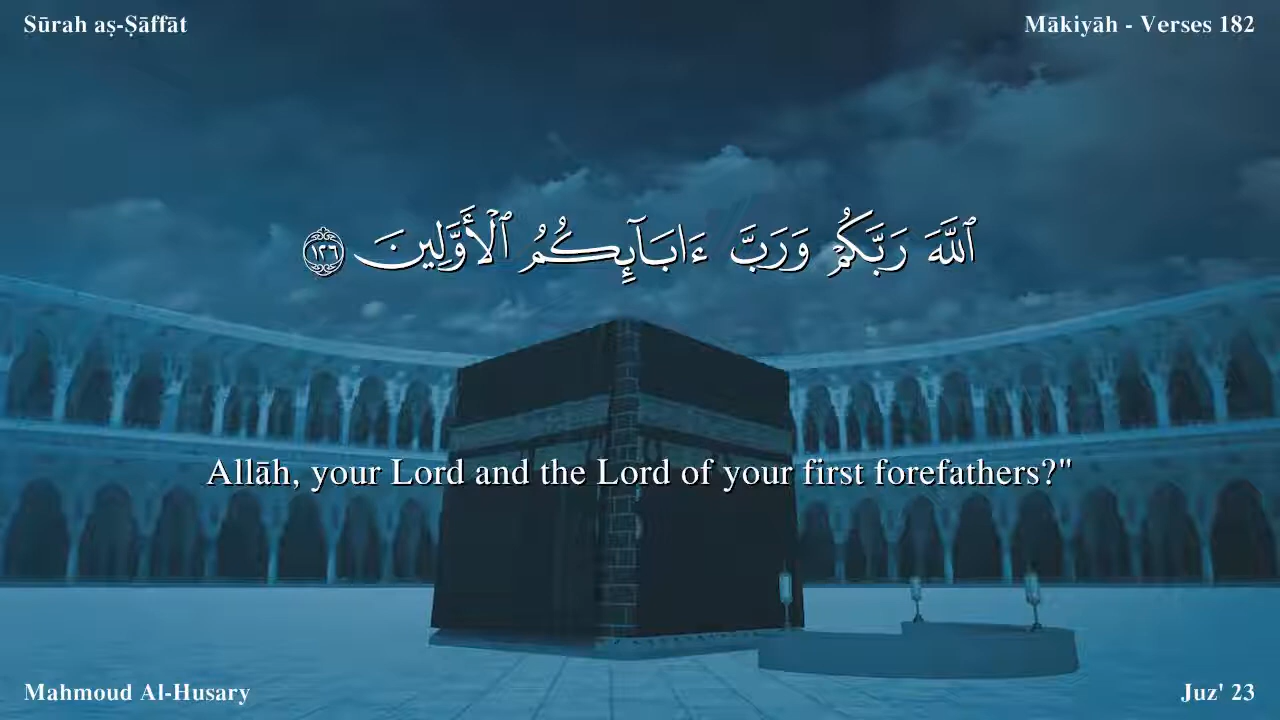 Sūrah aṣ-Ṣāffāt
Mākiyāh - Verses 182
ٱللَّهَ رَبَّكُمْ وَرَبَّ ءَابَآئِكُمُ ٱلْأَوَّلِينَ ١٢٦
Allāh, your Lord and the Lord of your first forefathers?"
Mahmoud Al-Husary
Juz' 23